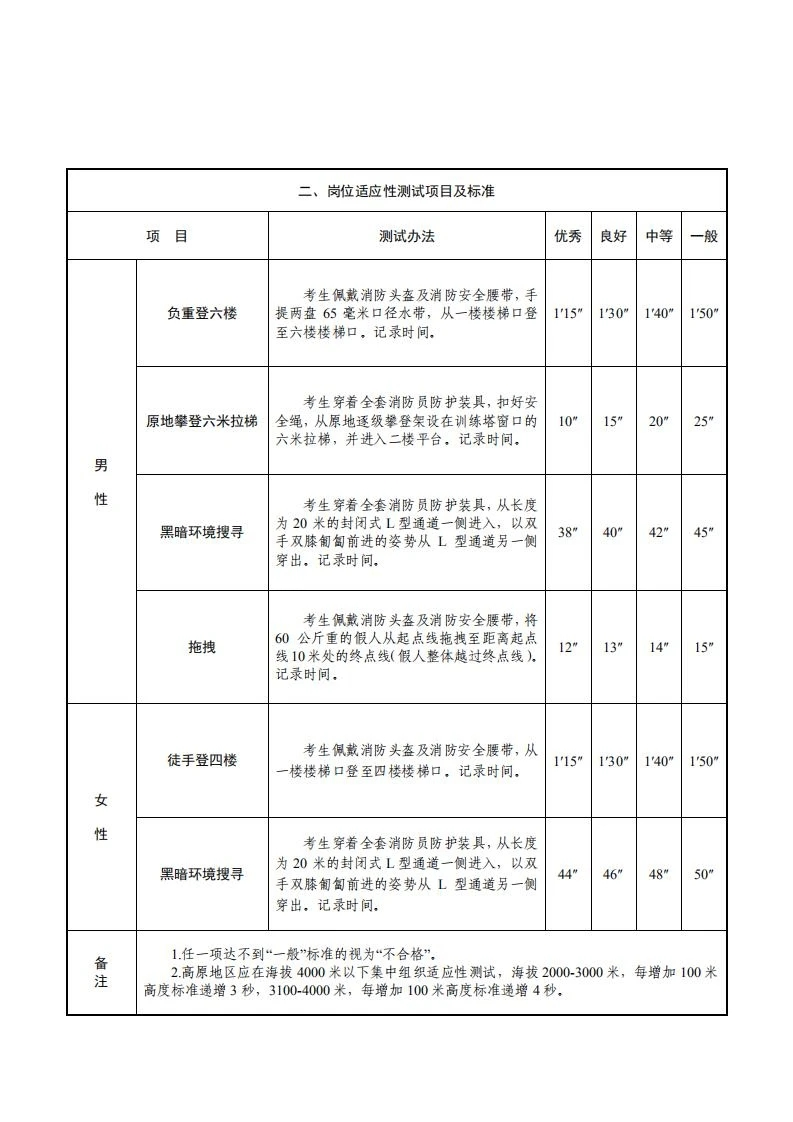 二、岗位适应性测试项目及标准
项　目 测试办法 优秀 良好 中等 一般
男
性
负重登六楼
考生佩戴消防头盔及消防安全腰带，手
提两盘 65 毫米口径水带，从一楼楼梯口登
至六楼楼梯口。记录时间。
1′15″ 1′30″ 1′40″ 1′50″
原地攀登六米拉梯
考生穿着全套消防员防护装具，扣好安
全绳，从原地逐级攀登架设在训练塔窗口的
六米拉梯，并进入二楼平台。记录时间。
10″ 15″ 20″ 25″
黑暗环境搜寻
考生穿着全套消防员防护装具，从长度
为 20 米的封闭式 L 型通道一侧进入，以双
手双膝匍匐前进的姿势从 L 型通道另一侧
穿出。记录时间。
38″ 40″ 42″ 45″
拖拽
考生佩戴消防头盔及消防安全腰带，将
60 公斤重的假人从起点线拖拽至距离起点
线 10 米处的终点线（假人整体越过终点线）。
记录时间。
12″ 13″ 14″ 15″
女
性
徒手登四楼
考生佩戴消防头盔及消防安全腰带，从
一楼楼梯口登至四楼楼梯口。记录时间。
1′15″ 1′30″ 1′40″ 1′50″
黑暗环境搜寻
考生穿着全套消防员防护装具，从长度
为 20 米的封闭式 L 型通道一侧进入，以双
手双膝匍匐前进的姿势从 L 型通道另一侧
穿出。记录时间。
44″ 46″ 48″ 50″
备
注
1.任一项达不到“一般”标准的视为“不合格”。
2.高原地区应在海拔 4000 米以下集中组织适应性测试，海拔 2000-3000 米，每增加 100 米
高度标准递增 3 秒，3100-4000 米，每增加 100 米高度标准递增 4 秒。